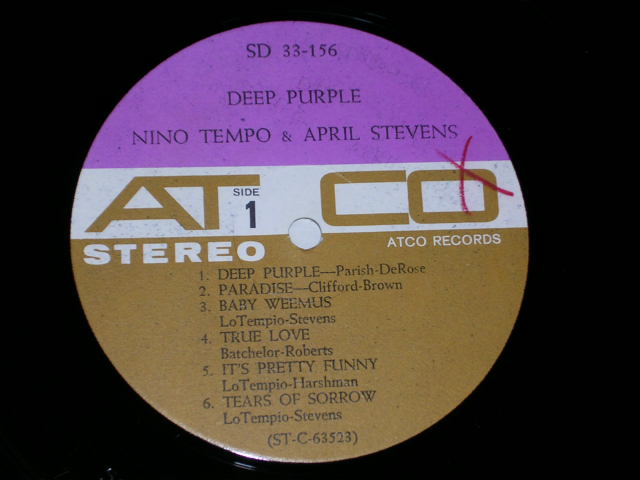 SD 33-156
DEEP PURPLE
NINO TEMPO & APRIL STEVENS
ATCO
SIDE
1
STEREO
ATCO RECORDS
1. DEEP PURPLE—Parish-DeRose
2. PARADISE—Clifford-Brown
3. BABY WEEMUS
LoTempio-Stevens
4. TRUE LOVE
Batchelor-Roberts
5. IT'S PRETTY FUNNY
LoTempio-Harshman
6. TEARS OF SORROW
LoTempio-Stevens
(ST-C-63523)